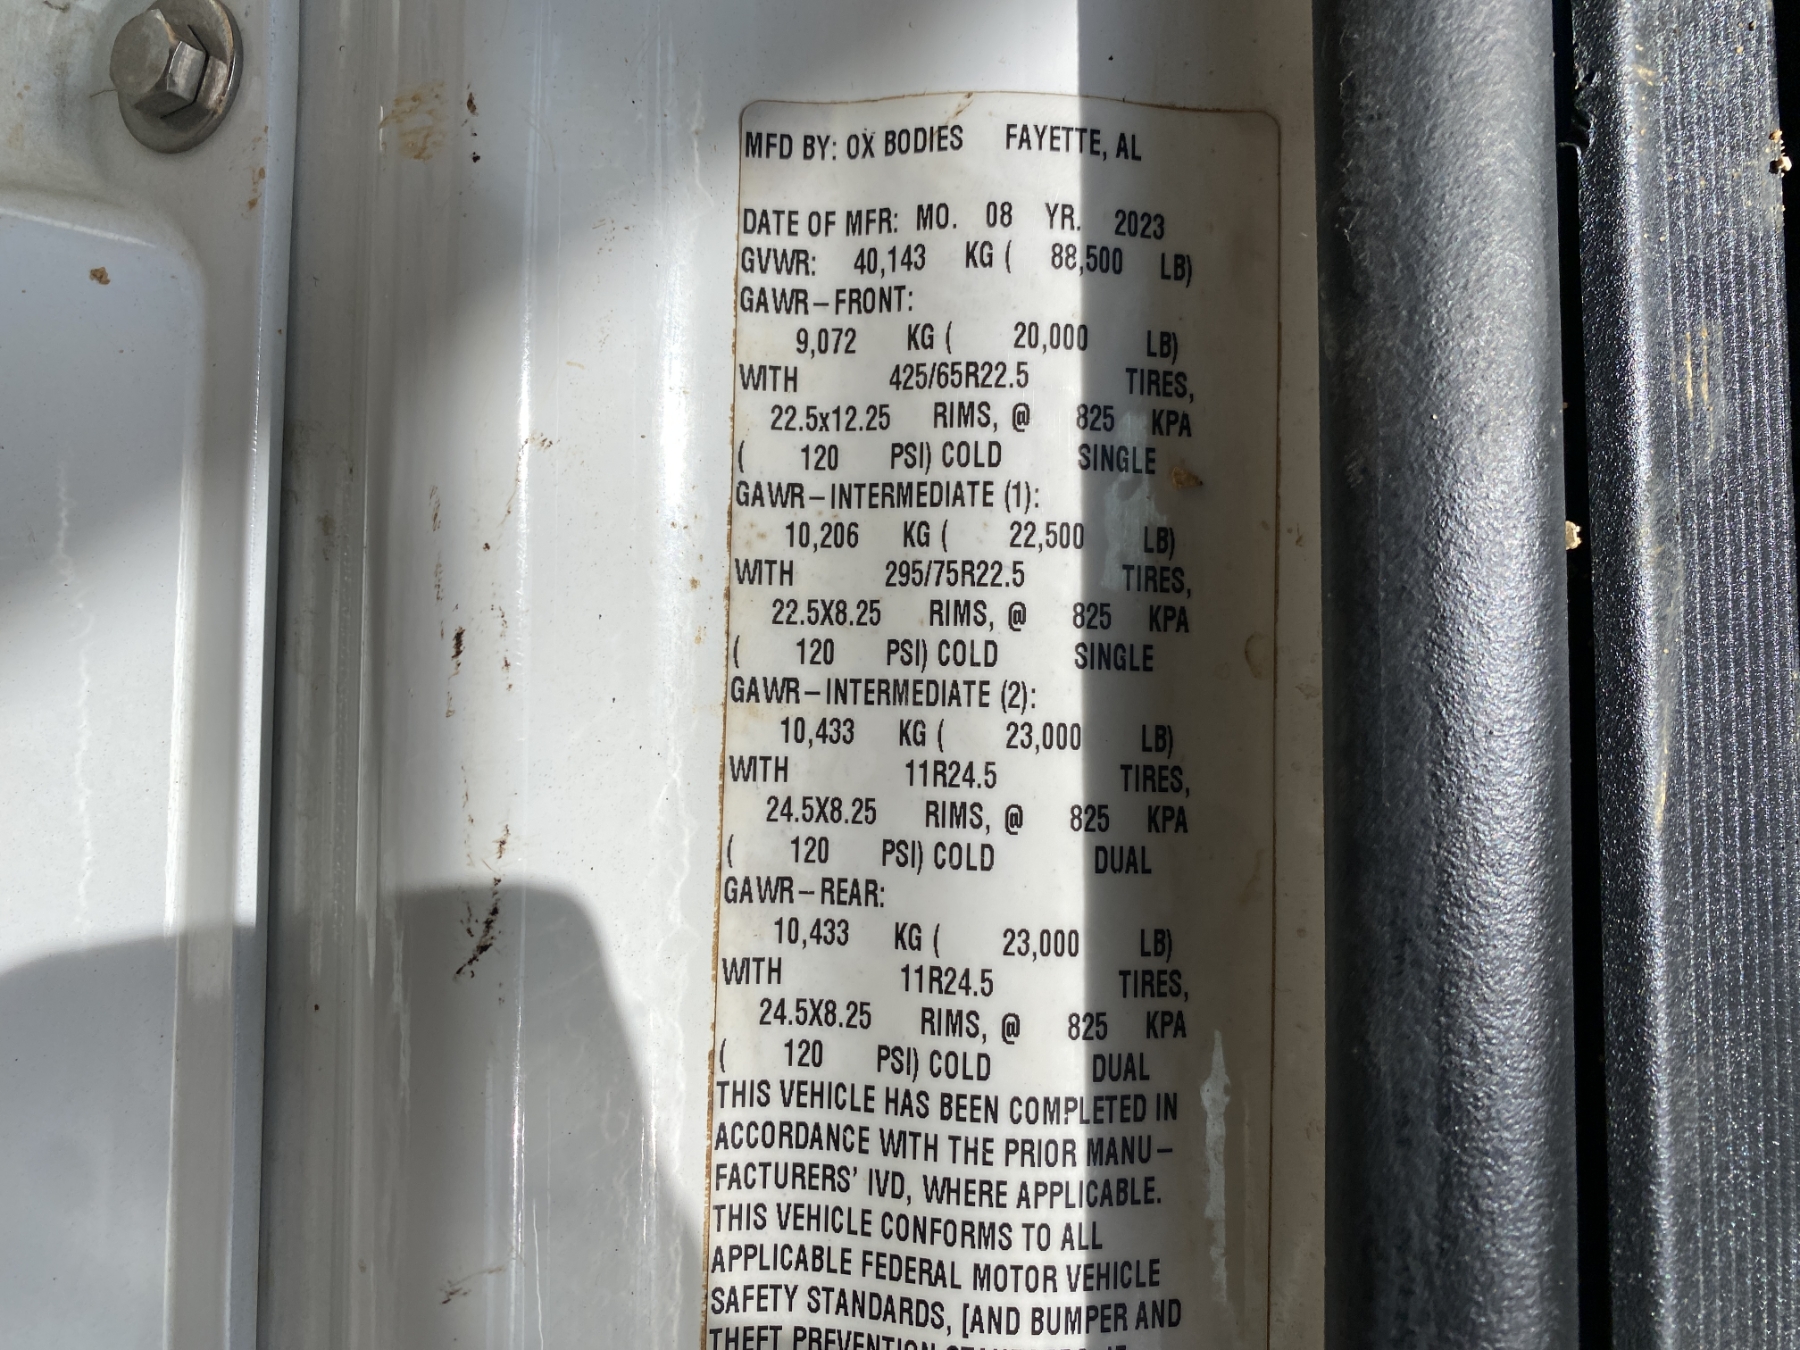 MFD BY: OX BODIES FAYETTE, AL
DATE OF MFR: MO. 08 YR. 2023
GVWR: 40,143 KG ( 88,500 LB)
GAWR-FRONT:
9,072 KG ( 20,000 LB)
WITH 425/65R22.5 TIRES,
22.5x12.25 RIMS, @ 825 KPA
( 120 PSI) COLD SINGLE
GAWR-INTERMEDIATE (1):
10,206 KG ( 22,500 LB)
WITH 295/75R22.5 TIRES,
22.5X8.25 RIMS, @ 825 KPA
( 120 PSI) COLD SINGLE
GAWR-INTERMEDIATE (2):
10,433 KG ( 23,000 LB)
WITH 11R24.5 TIRES,
24.5X8.25 RIMS, @ 825 KPA
( 120 PSI) COLD DUAL
GAWR-REAR:
10,433 KG ( 23,000 LB)
WITH 11R24.5 TIRES,
24.5X8.25 RIMS, @ 825 KPA
( 120 PSI) COLD DUAL
THIS VEHICLE HAS BEEN COMPLETED IN
ACCORDANCE WITH THE PRIOR MANU-
FACTURERS' IVD, WHERE APPLICABLE.
THIS VEHICLE CONFORMS TO ALL
APPLICABLE FEDERAL MOTOR VEHICLE
SAFETY STANDARDS, [AND BUMPER AND
THEFT PREVENTION